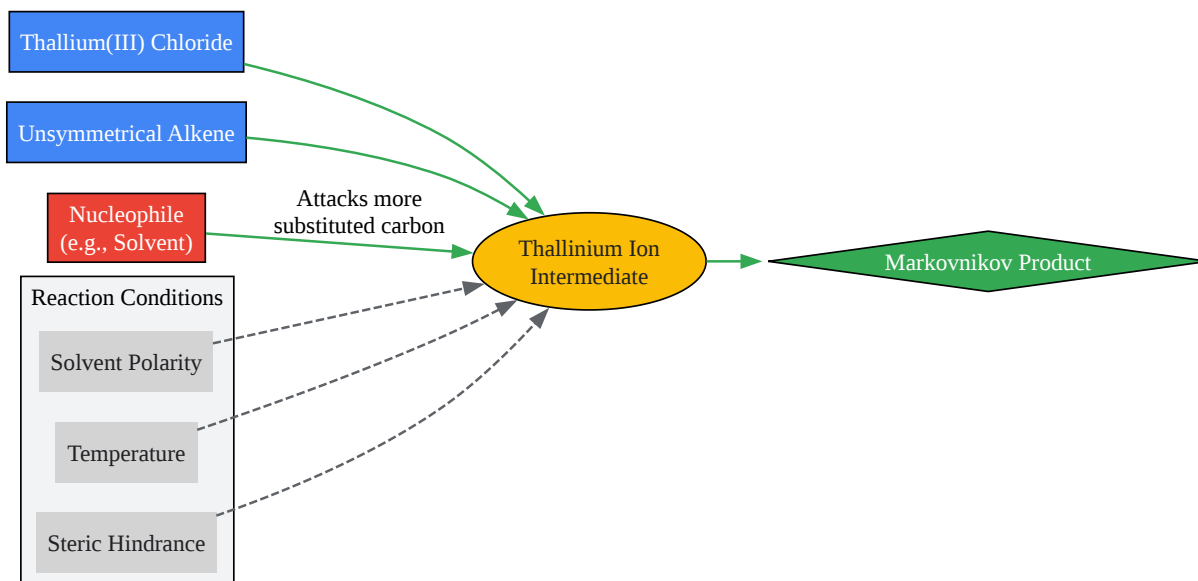 Thallium(III) Chloride
Unsymmetrical Alkene
Nucleophile
(e.g., Solvent)
Attacks more
substituted carbon
Thallinium Ion
Intermediate
Markovnikov Product
Reaction Conditions
Solvent Polarity
Temperature
Steric Hindrance